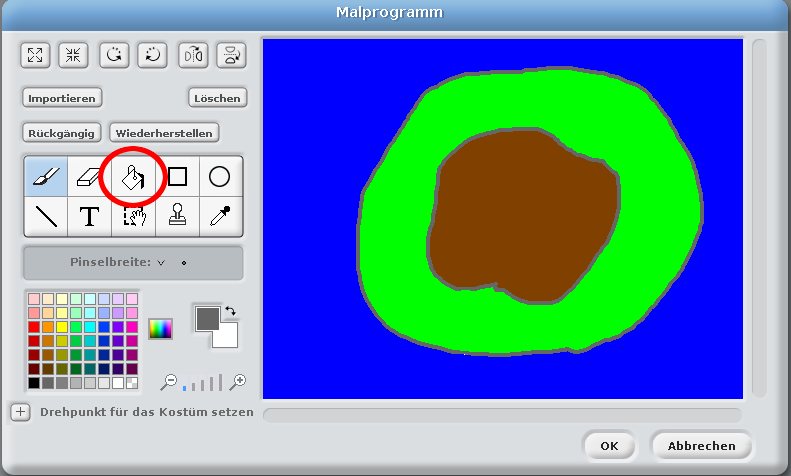 Malprogramm
Importieren
Löschen
Rückgängig
Wiederherstellen
T
Pinselbreite:
Drehpunkt für das Kostüm setzen
OK
Abbrechen